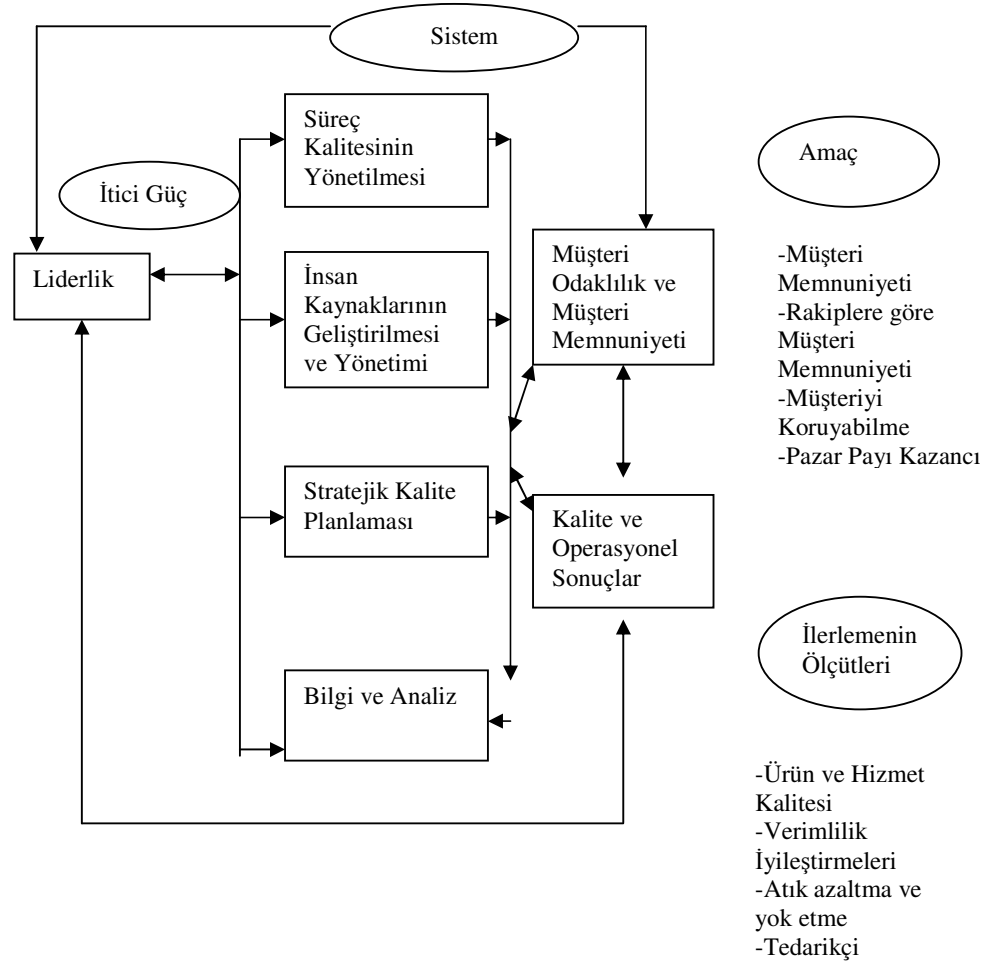 Sistem
Süreç
Kalitesinin
Yönetilmesi
Amaç
İtici Güç
Liderlik
İnsan
Kaynaklarının
Geliştirilmesi
ve Yönetimi
Müşteri
Odaklılık ve
Müşteri
Memnuniyeti
-Müşteri
Memnuniyeti
-Rakiplere göre
Müşteri
Memnuniyeti
-Müşteriyi
Koruyabilme
-Pazar Payı Kazancı
Stratejik Kalite
Planlaması
Kalite ve
Operasyonel
Sonuçlar
İlerlemenin
Ölçütleri
Bilgi ve Analiz
-Ürün ve Hizmet
Kalitesi
-Verimlilik
İyileştirmeleri
-Atık azaltma ve
yok etme
-Tedarikçi